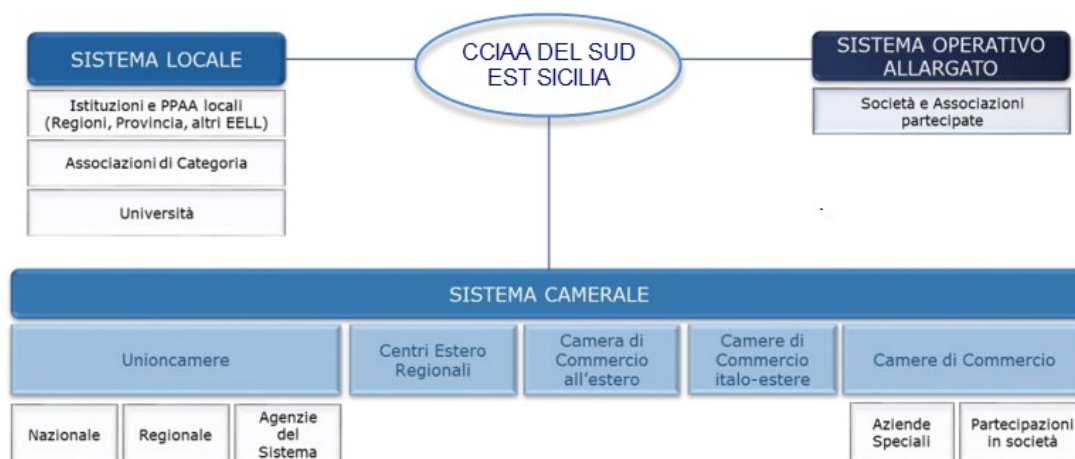 CCIAA DEL SUD
EST SICILIA
SISTEMA LOCALE
Istituzioni e PPAA locali
(Regioni, Provincia, altri EELL)
Associazioni di Categoria
Università
SISTEMA OPERATIVO
ALLARGATO
Società e Associazioni
partecipate
SISTEMA CAMERALE
Unioncamere
Centri Estero
Regionali
Camera di
Commercio
all'estero
Camere di
Commercio
italo-estere
Camere di Commercio
Nazionale
Regionale
Agenzie
del
Sistema
Aziende
Speciali
Partecipazioni
in società